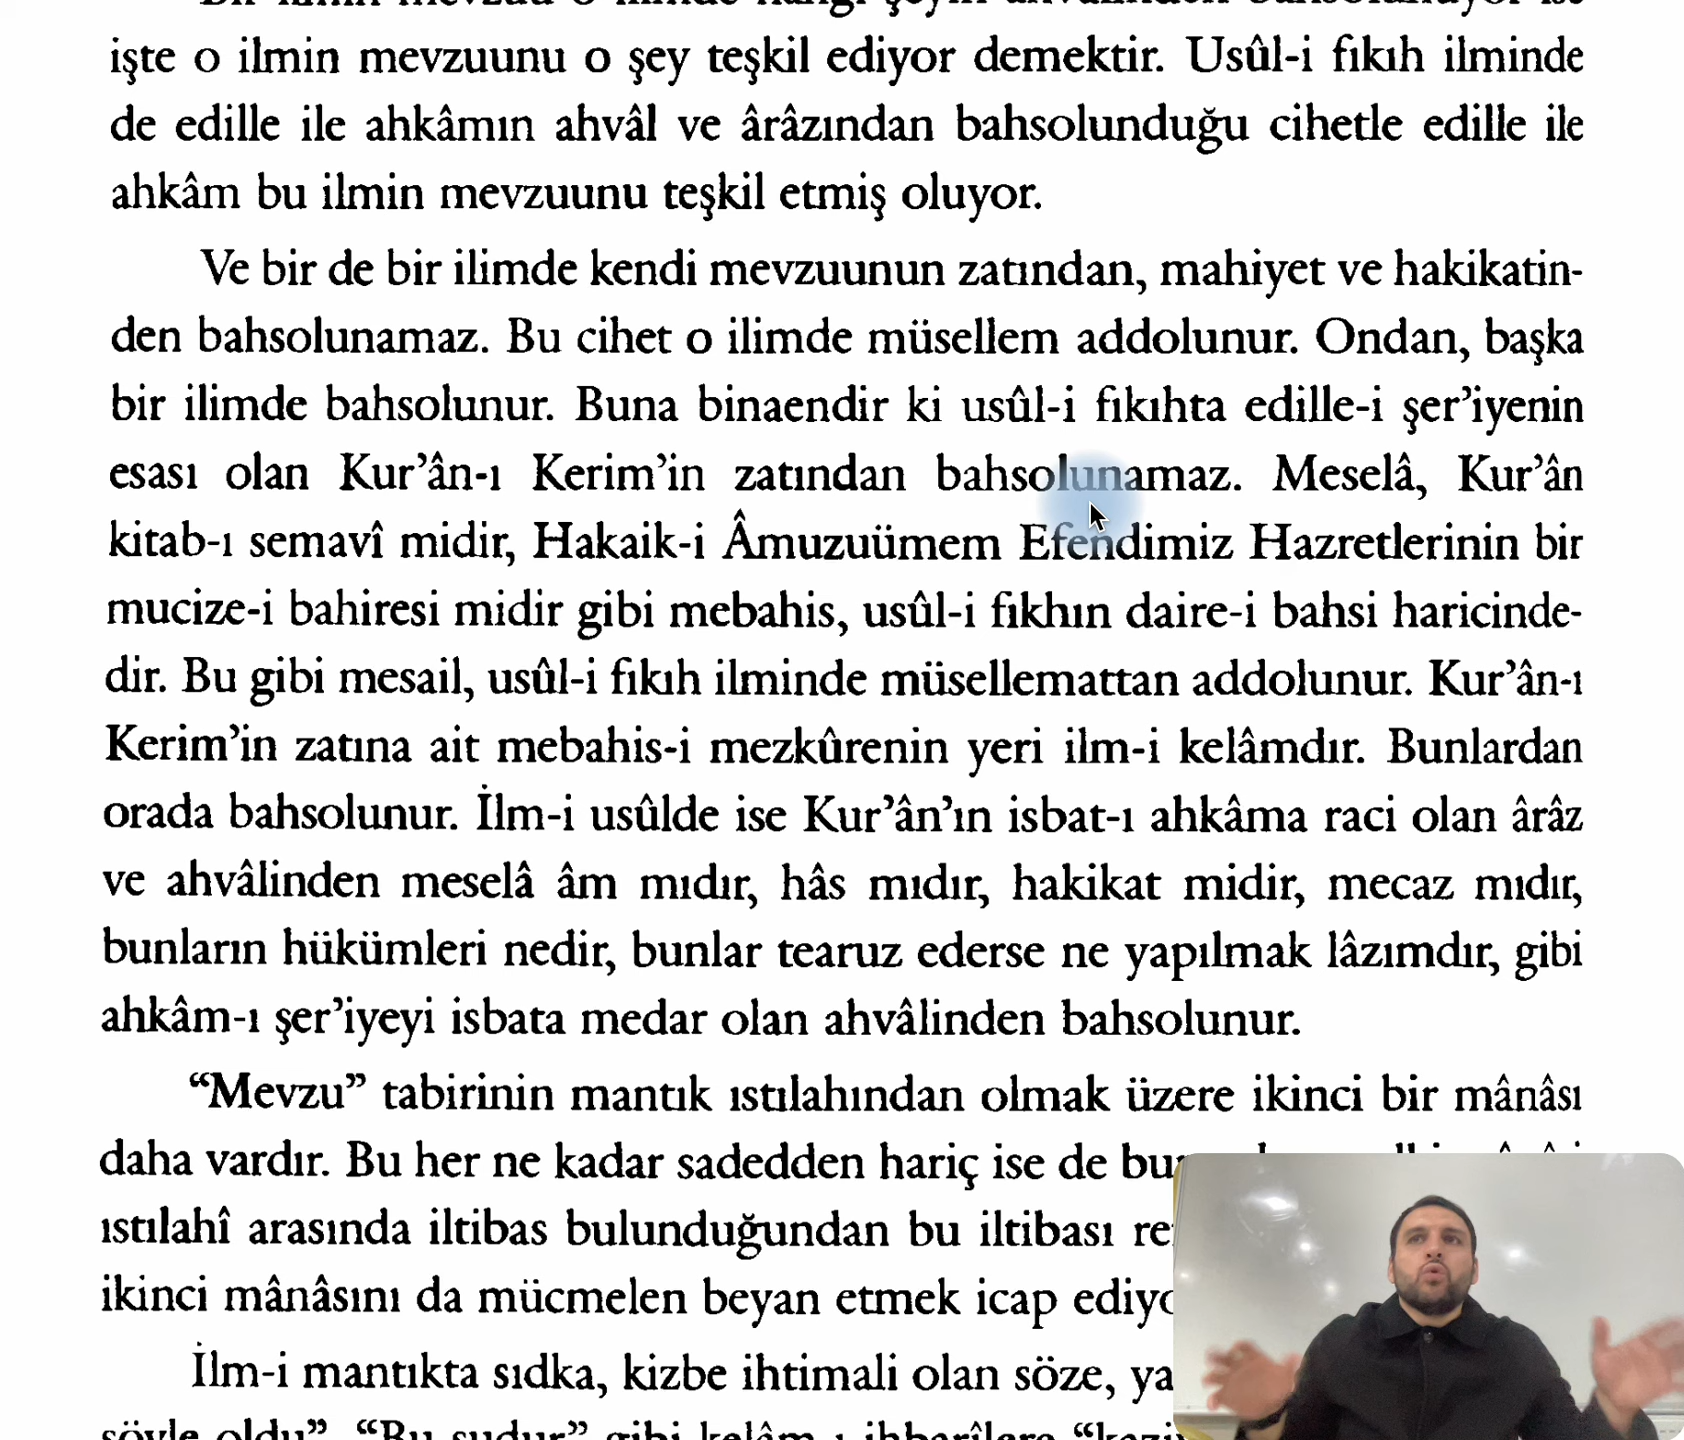 işte o ilmin mevzuunu o şey teşkil ediyor demektir. Usûl-i fıkıh ilminde
de edille ile ahkâmın ahvâl ve ârâzından bahsolunduğu cihetle edille ile
ahkâm bu ilmin mevzuunu teşkil etmiş oluyor.
Ve bir de bir ilimde kendi mevzuunun zatından, mahiyet ve hakikatin-
den bahsolunamaz. Bu cihet o ilimde müsellem addolunur. Ondan, başka
bir ilimde bahsolunur. Buna binaendir ki usûl-i fıkıhta edille-i şer’iyenin
esası olan Kur’ân-ı Kerim’in zatından bahsolunamaz. Meselâ, Kur’ân
kitab-ı semavî midir, Hakaik-i Âmuzuümem Efendimiz Hazretlerinin bir
mucize-i bahiresi midir gibi mebahis, usûl-i fıkhın daire-i bahsi haricinde-
dir. Bu gibi mesail, usûl-i fıkıh ilminde müsellemattan addolunur. Kur’ân-ı
Kerim’in zatına ait mebahis-i mezkûrenin yeri ilm-i kelâmdır. Bunlardan
orada bahsolunur. İlm-i usûlde ise Kur’ân’ın isbat-ı ahkâma raci olan ârâz
ve ahvâlinden meselâ âm mıdır, hâs mıdır, hakikat midir, mecaz mıdır,
bunların hükümleri nedir, bunlar tearuz ederse ne yapılmak lâzımdır, gibi
ahkâm-ı şer’iyeyi isbata medar olan ahvâlinden bahsolunur.
“Mevzu” tabirinin mantık ıstılahından olmak üzere ikinci bir mânâsı
daha vardır. Bu her ne kadar sadedden hariç ise de
ıstılahî arasında iltibas bulunduğundan bu iltibası
ikinci mânâsını da mücmelen beyan etmek icap
İlm-i mantıkta sıdka, kizbe ihtimali olan söze,